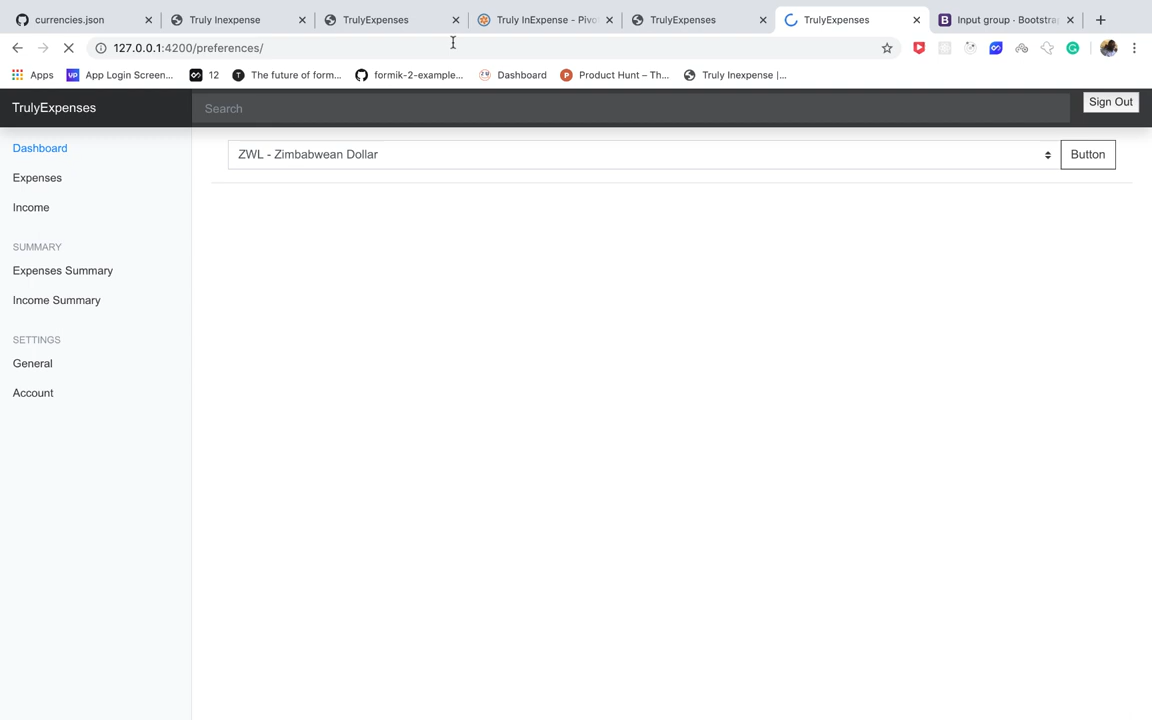 currencies.json
Truly Inexpense
TrulyExpenses
Truly InExpense - Pivo
TrulyExpenses
TrulyExpenses
Input group · Bootstra
127.0.0.1:4200/preferences/
Apps
App Login Screen...
12
The future of form...
formik-2-example...
Dashboard
Product Hunt – Th...
Truly Inexpense |...
TrulyExpenses
Search
Sign Out
Dashboard
ZWL - Zimbabwean Dollar
Button
Expenses
Income
SUMMARY
Expenses Summary
Income Summary
SETTINGS
General
Account